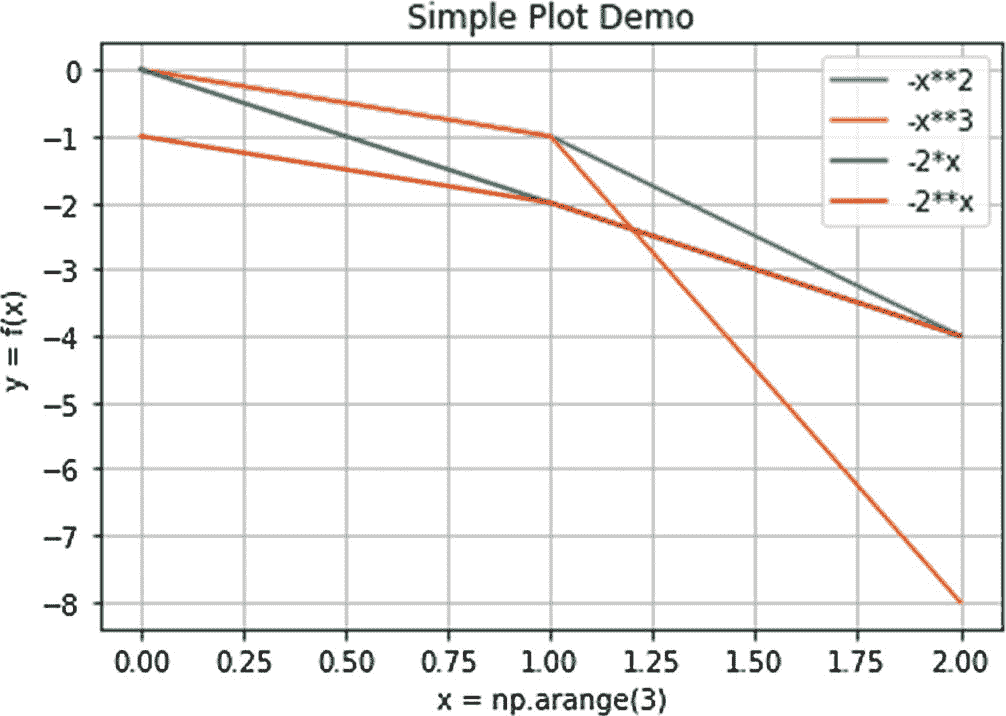 Simple Plot Demo
-x**2
-x**3
-2*x
-2**x
0
−1
−2
−3
−4
−5
−6
−7
−8
y = f(x)
0.00 0.25 0.50 0.75 1.00 1.25 1.50 1.75 2.00
x = np.arange(3)